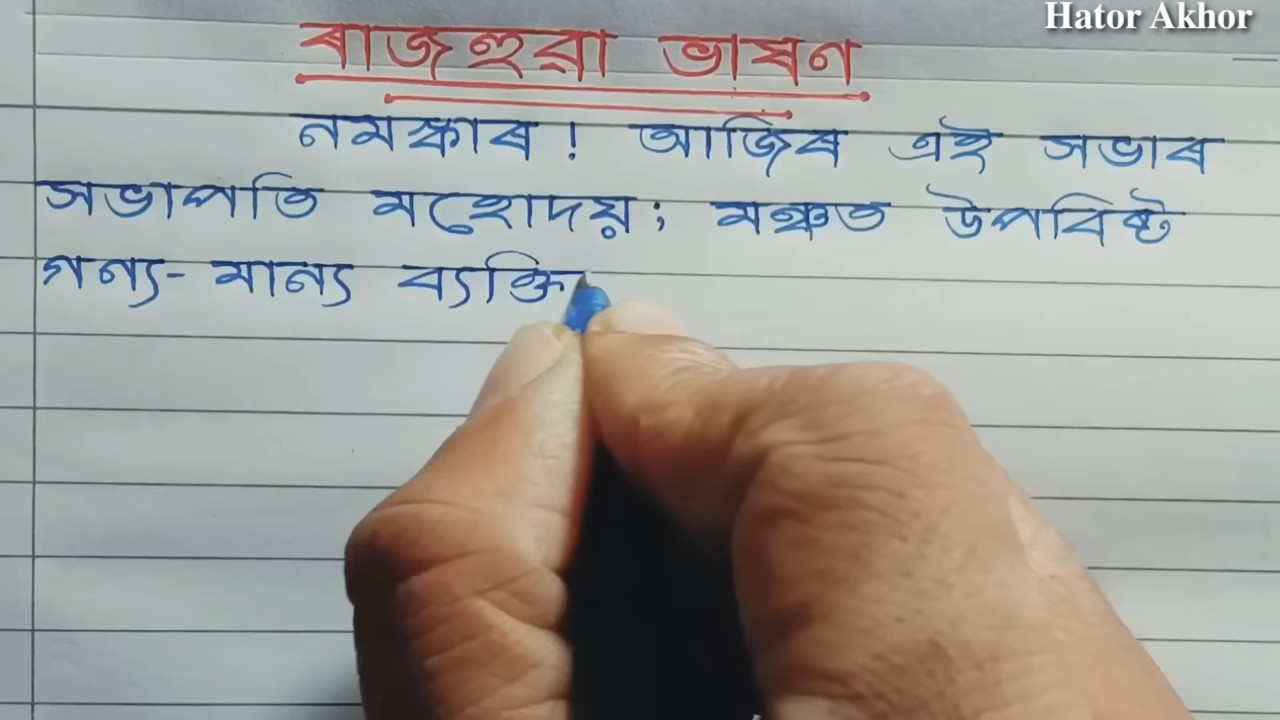 Hator Akhor
ৰাজহুৱা ভাষণ
নমস্কাৰ! আজিৰ এই সভাৰ
সভাপতি মহোদয়; মঞ্চত উপবিষ্ট
গণ্য-মান্য ব্যক্তি